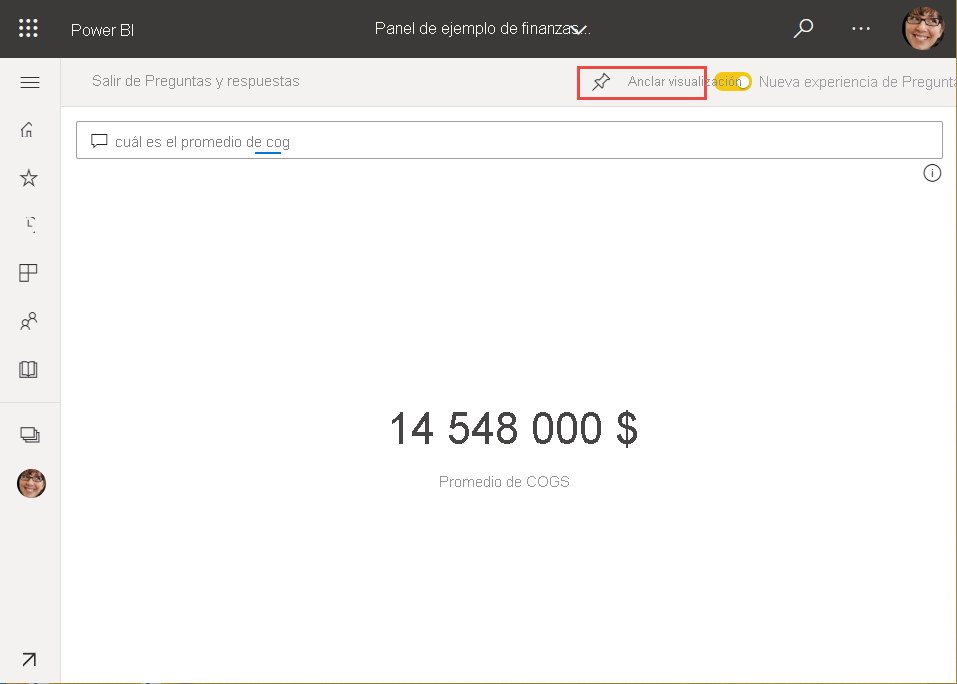 Power BI
Panel de ejemplo de finanzas...
Salir de Preguntas y respuestas
Anclar visualización
Nueva experiencia de Pregunta
cuál es el promedio de cog
14 548 000 $
Promedio de COGS